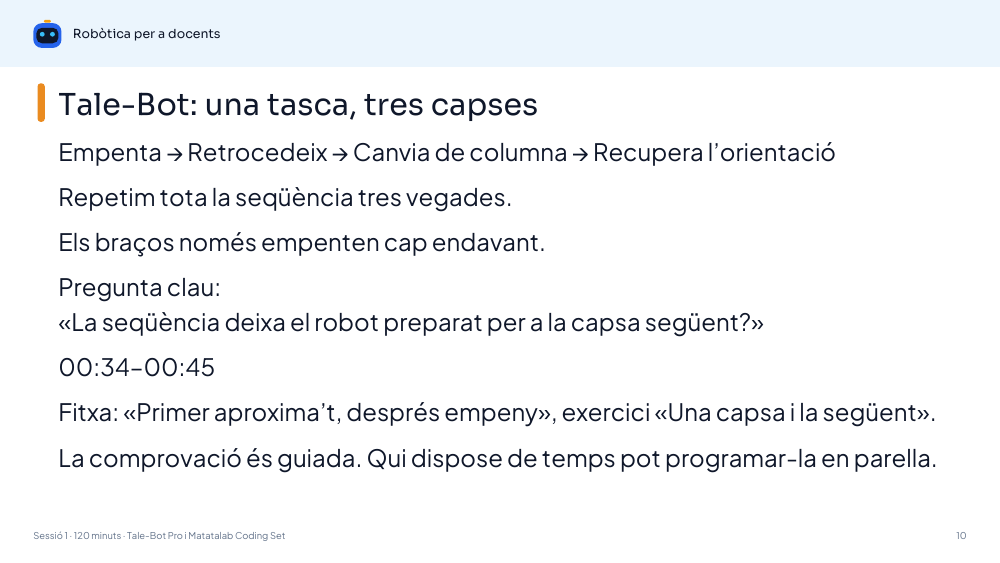 Robòtica per a docents
Tale-Bot: una tasca, tres capses
Empenta → Retrocedeix → Canvia de columna → Recupera l’orientació
Repetim tota la seqüència tres vegades.
Els braços només empenten cap endavant.
Pregunta clau:
«La seqüència deixa el robot preparat per a la capsa següent?»
00:34–00:45
Fitxa: «Primer aproxima’t, després empeny», exercici «Una capsa i la següent».
La comprovació és guiada. Qui dispose de temps pot programar-la en parella.
Sessió 1 · 120 minuts · Tale-Bot Pro i Matatalab Coding Set
10